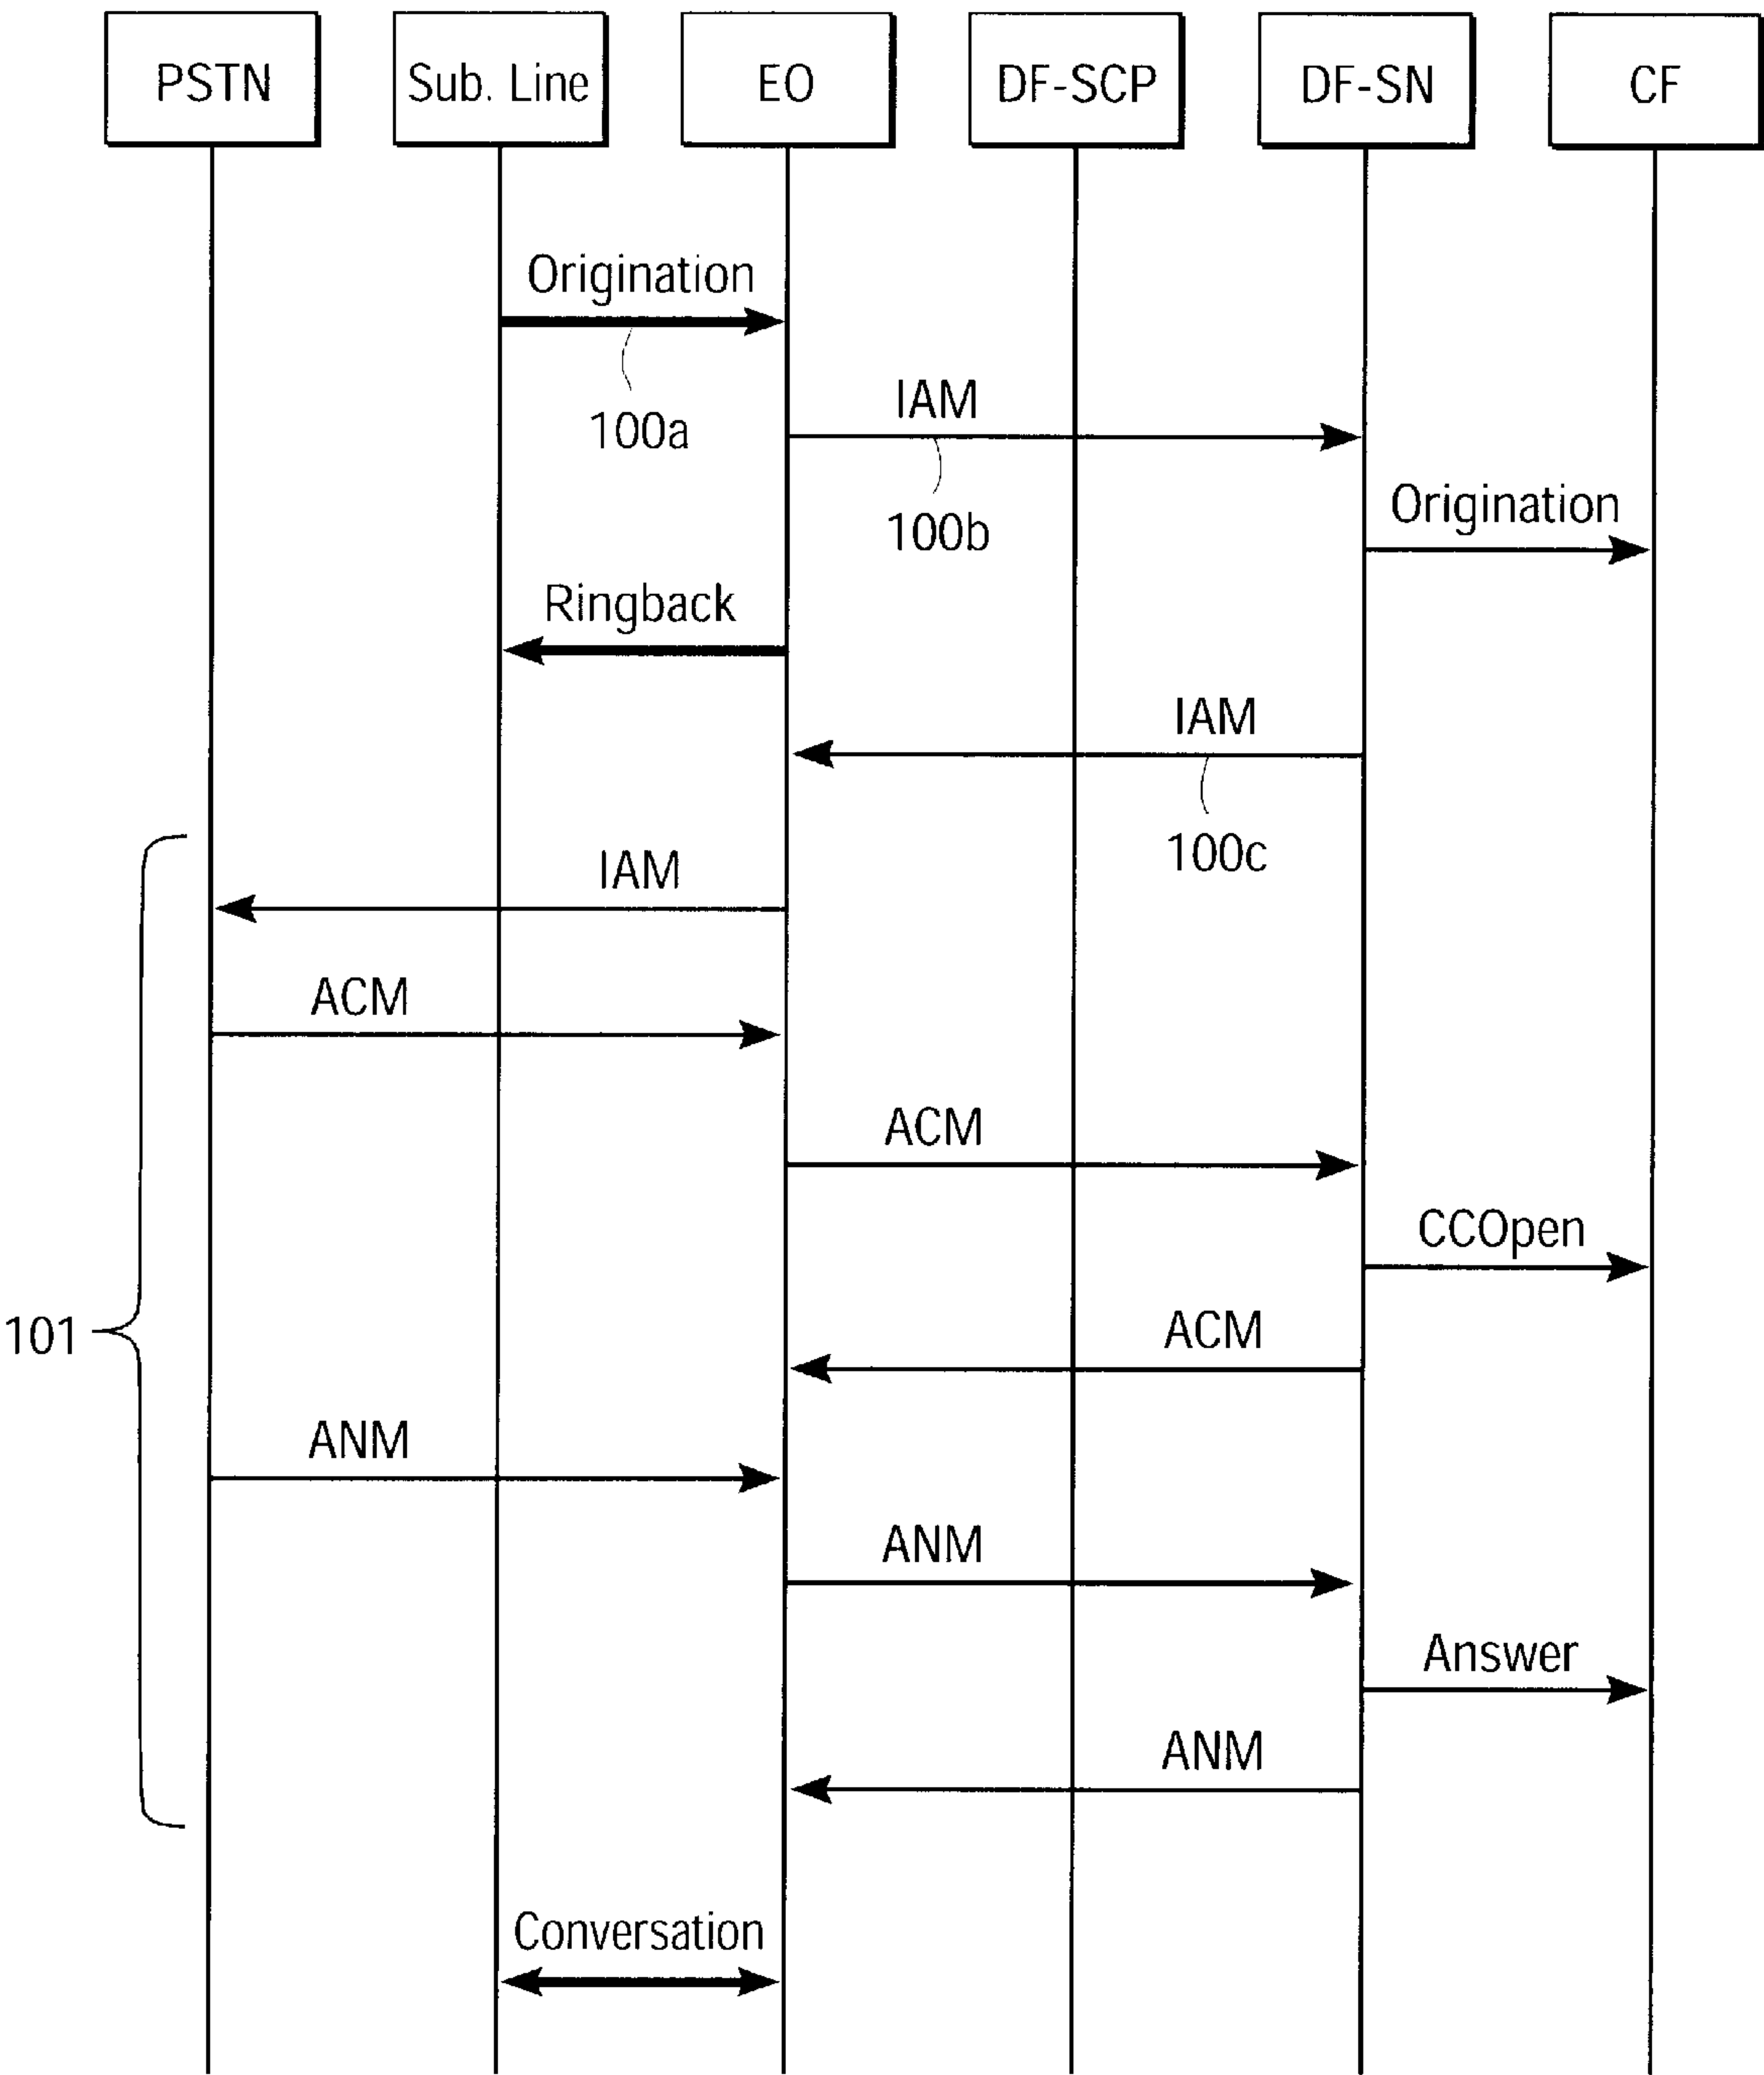 PSTN
Sub. Line
EO
DF-SCP
DF-SN
CF
Origination
100a
IAM
100b
Origination
Ringback
IAM
100c
IAM
ACM
ACM
CCOpen
101
ACM
ANM
ANM
Answer
ANM
Conversation